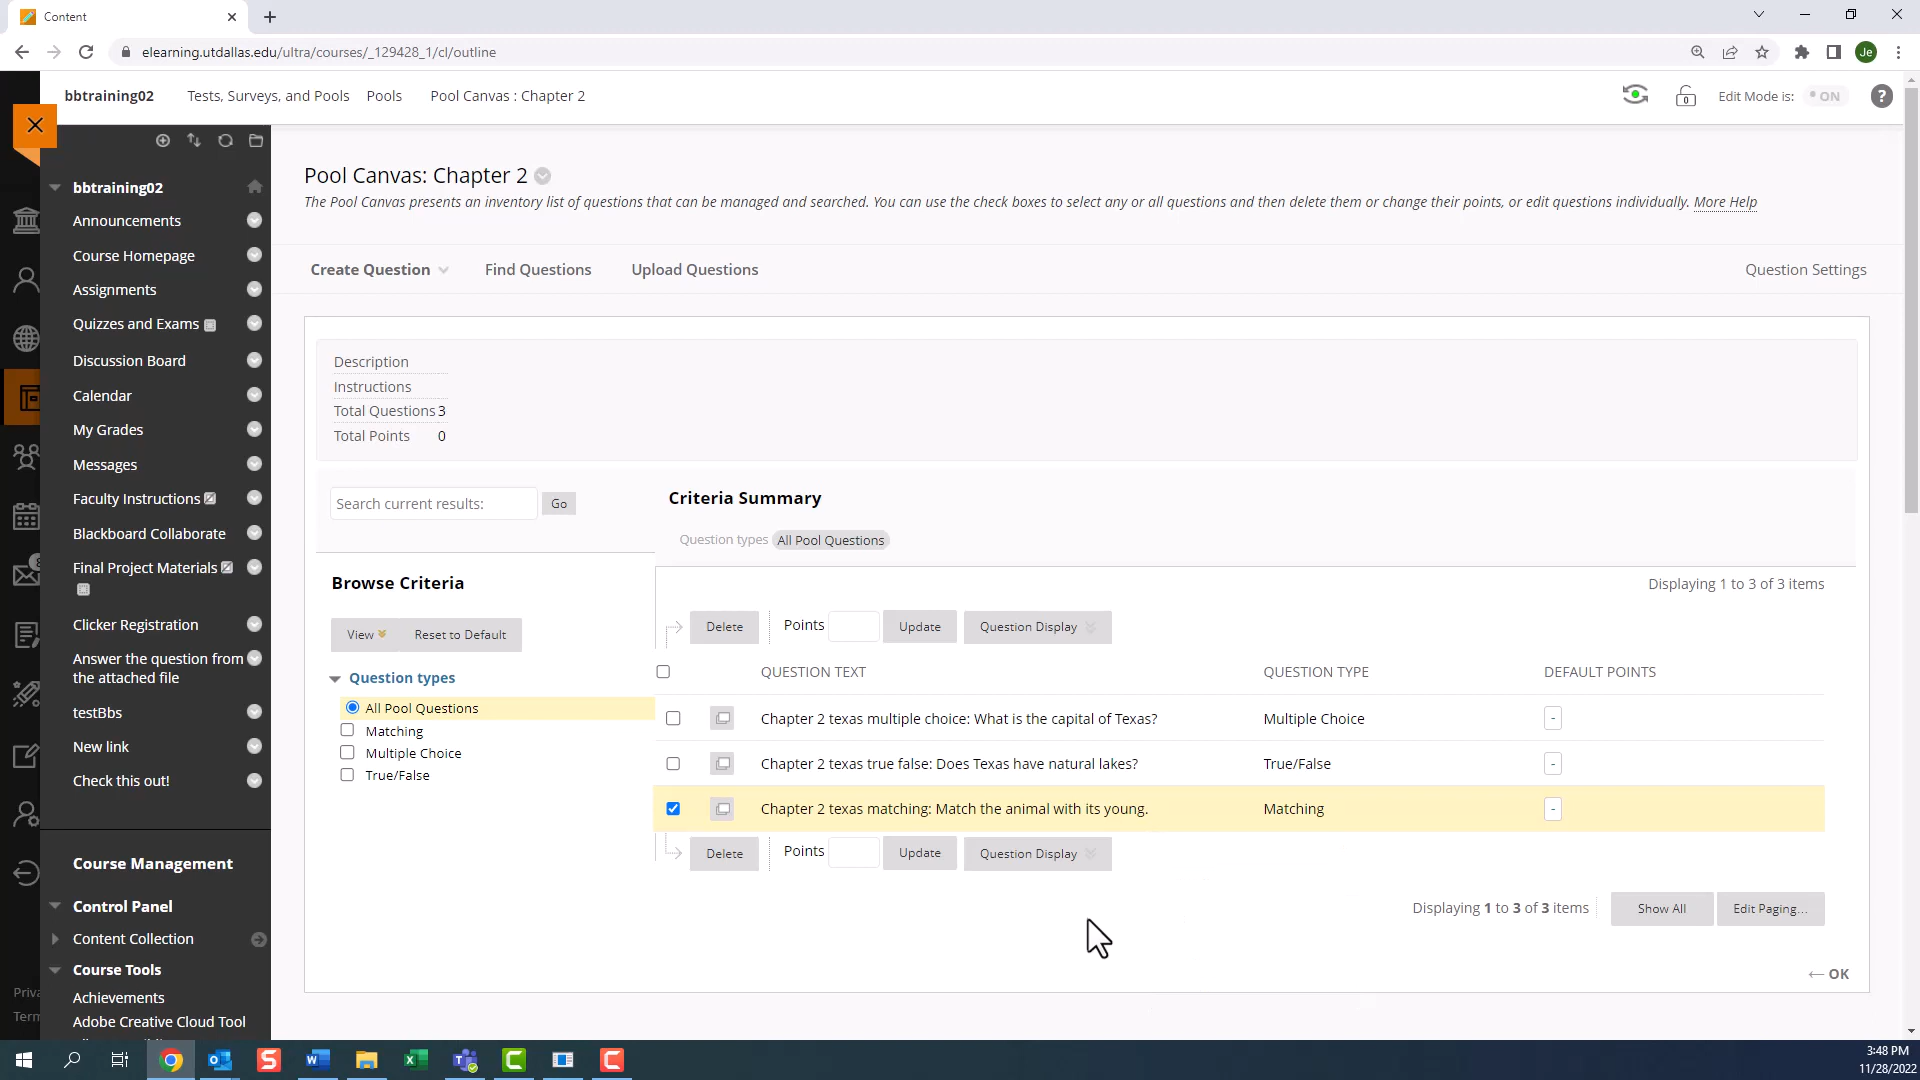 Content
elearning.utdallas.edu/ultra/courses/_129428_1/cl/outline
Je
bbtraining02
Tests, Surveys, and Pools
Pools
Pool Canvas : Chapter 2
0
Edit Mode is:
ON
?
bbtraining02
Announcements
Course Homepage
Assignments
Quizzes and Exams
Discussion Board
Calendar
My Grades
Messages
Faculty Instructions
Blackboard Collaborate
Final Project Materials
Clicker Registration
Answer the question from
the attached file
testBbs
New link
Check this out!
Course Management
Control Panel
Content Collection
Course Tools
Achievements
Adobe Creative Cloud Tool
Priva
Term
Pool Canvas: Chapter 2
The Pool Canvas presents an inventory list of questions that can be managed and searched. You can use the check boxes to select any or all questions and then delete them or change their points, or edit questions individually. More Help
Create Question
Find Questions
Upload Questions
Question Settings
Description
Instructions
Total Questions 3
Total Points 0
Search current results:
Go
Criteria Summary
Question types All Pool Questions
Browse Criteria
View
Reset to Default
Question types
All Pool Questions
Matching
Multiple Choice
True/False
Displaying 1 to 3 of 3 items
Delete
Points
Update
Question Display
QUESTION TEXT
QUESTION TYPE
DEFAULT POINTS
Chapter 2 texas multiple choice: What is the capital of Texas?
Multiple Choice
-
Chapter 2 texas true false: Does Texas have natural lakes?
True/False
-
Chapter 2 texas matching: Match the animal with its young.
Matching
-
Delete
Points
Update
Question Display
Displaying 1 to 3 of 3 items
Show All
Edit Paging...
← OK
3:48 PM
11/28/2022